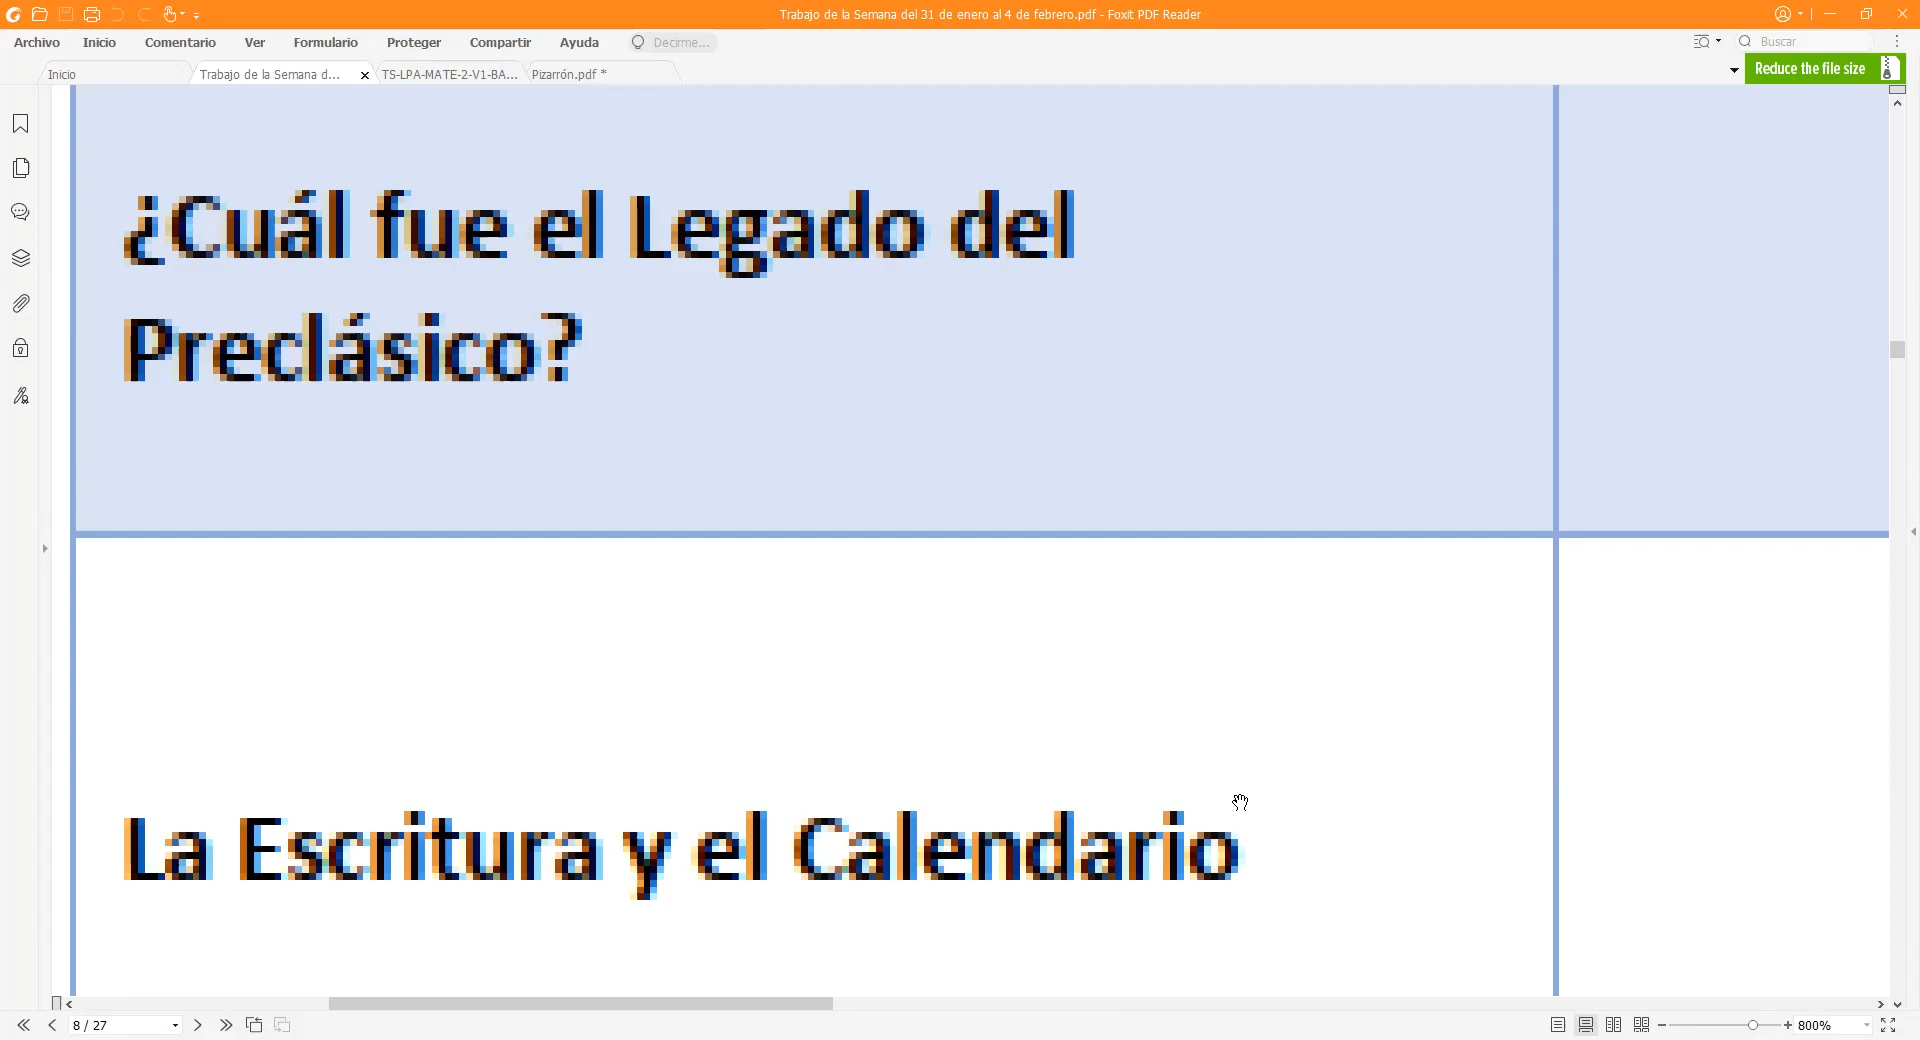 Trabajo de la Semana del 31 de enero al 4 de febrero.pdf - Foxit PDF Reader
Archivo Inicio Comentario Ver Formulario Proteger Compartir Ayuda Decirme... Buscar
Inicio Trabajo de la Semana d... TS-LPA-MATE-2-V1-BA... Pizarrón.pdf * Reduce the file size
¿Cuál fue el Legado del
Preclásico?
La Escritura y el Calendario
8 / 27 800%